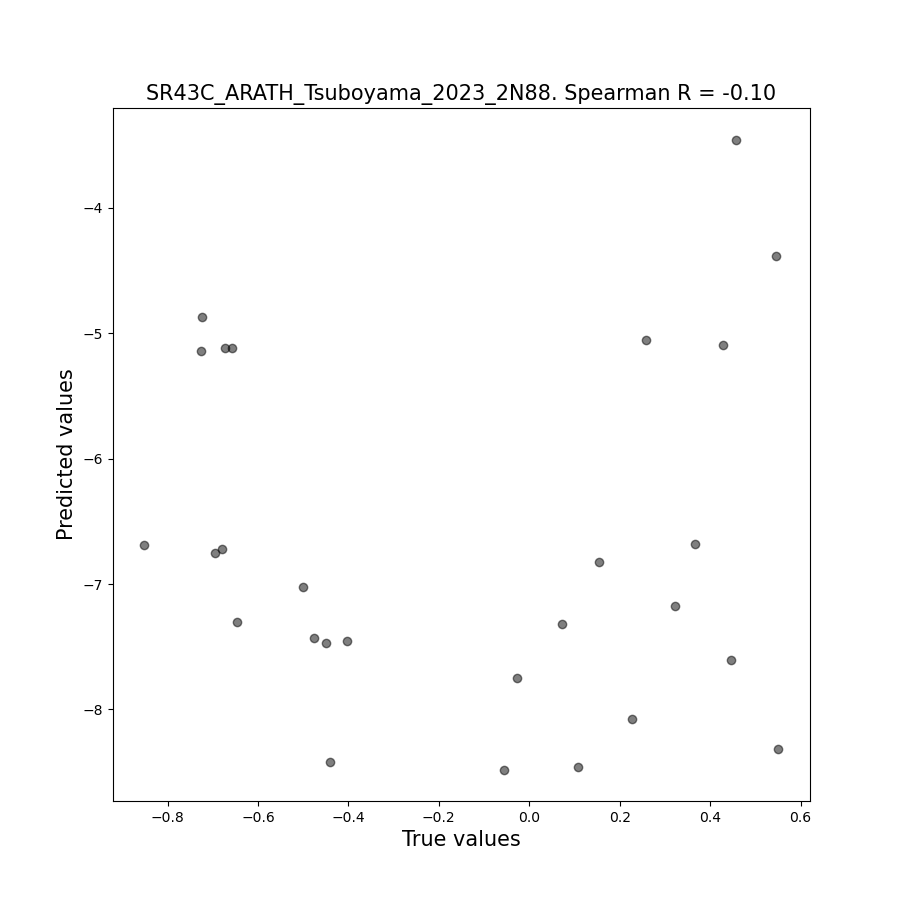 SR43C_ARATH_Tsuboyama_2023_2N88. Spearman R = -0.10
−4
−5
−6
−7
−8
Predicted values
−0.8 −0.6 −0.4 −0.2 0.0 0.2 0.4 0.6
True values